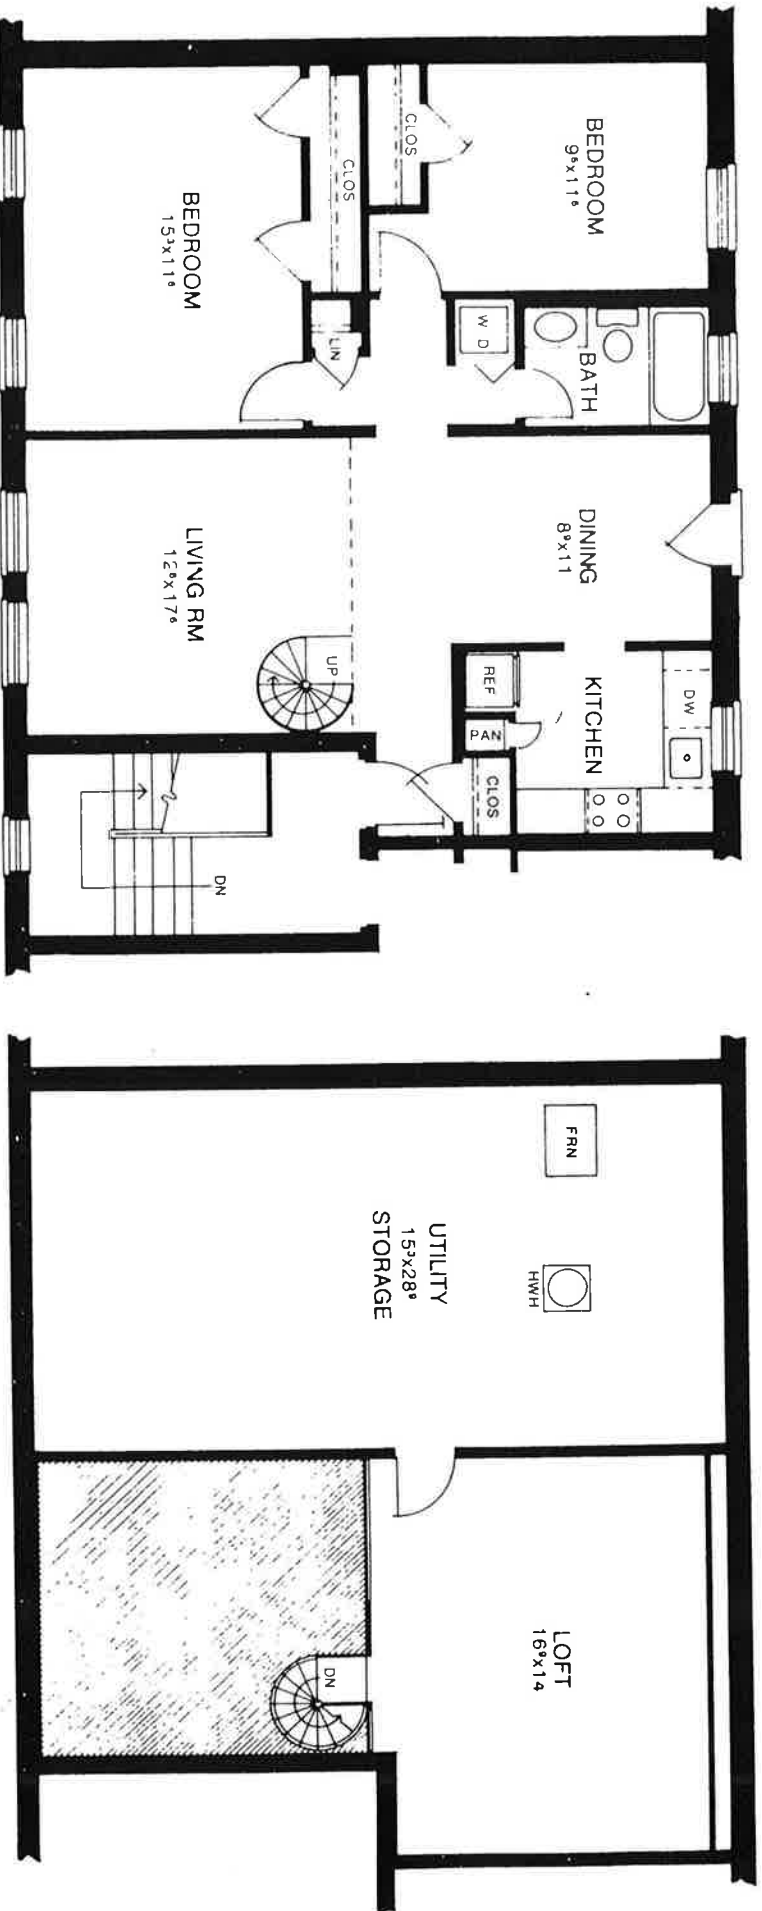 BEDROOM
9⁶x11⁶
CLOS
CLOS
BEDROOM
15³x11⁶
W D
BATH
LIN
DINING
8⁹x11
LIVING RM
12⁶x17⁶
UP
KITCHEN
DW
REF
PAN
CLOS
DN
FRN
HWH
UTILITY
15³x28⁹
STORAGE
LOFT
16⁹x14
DN